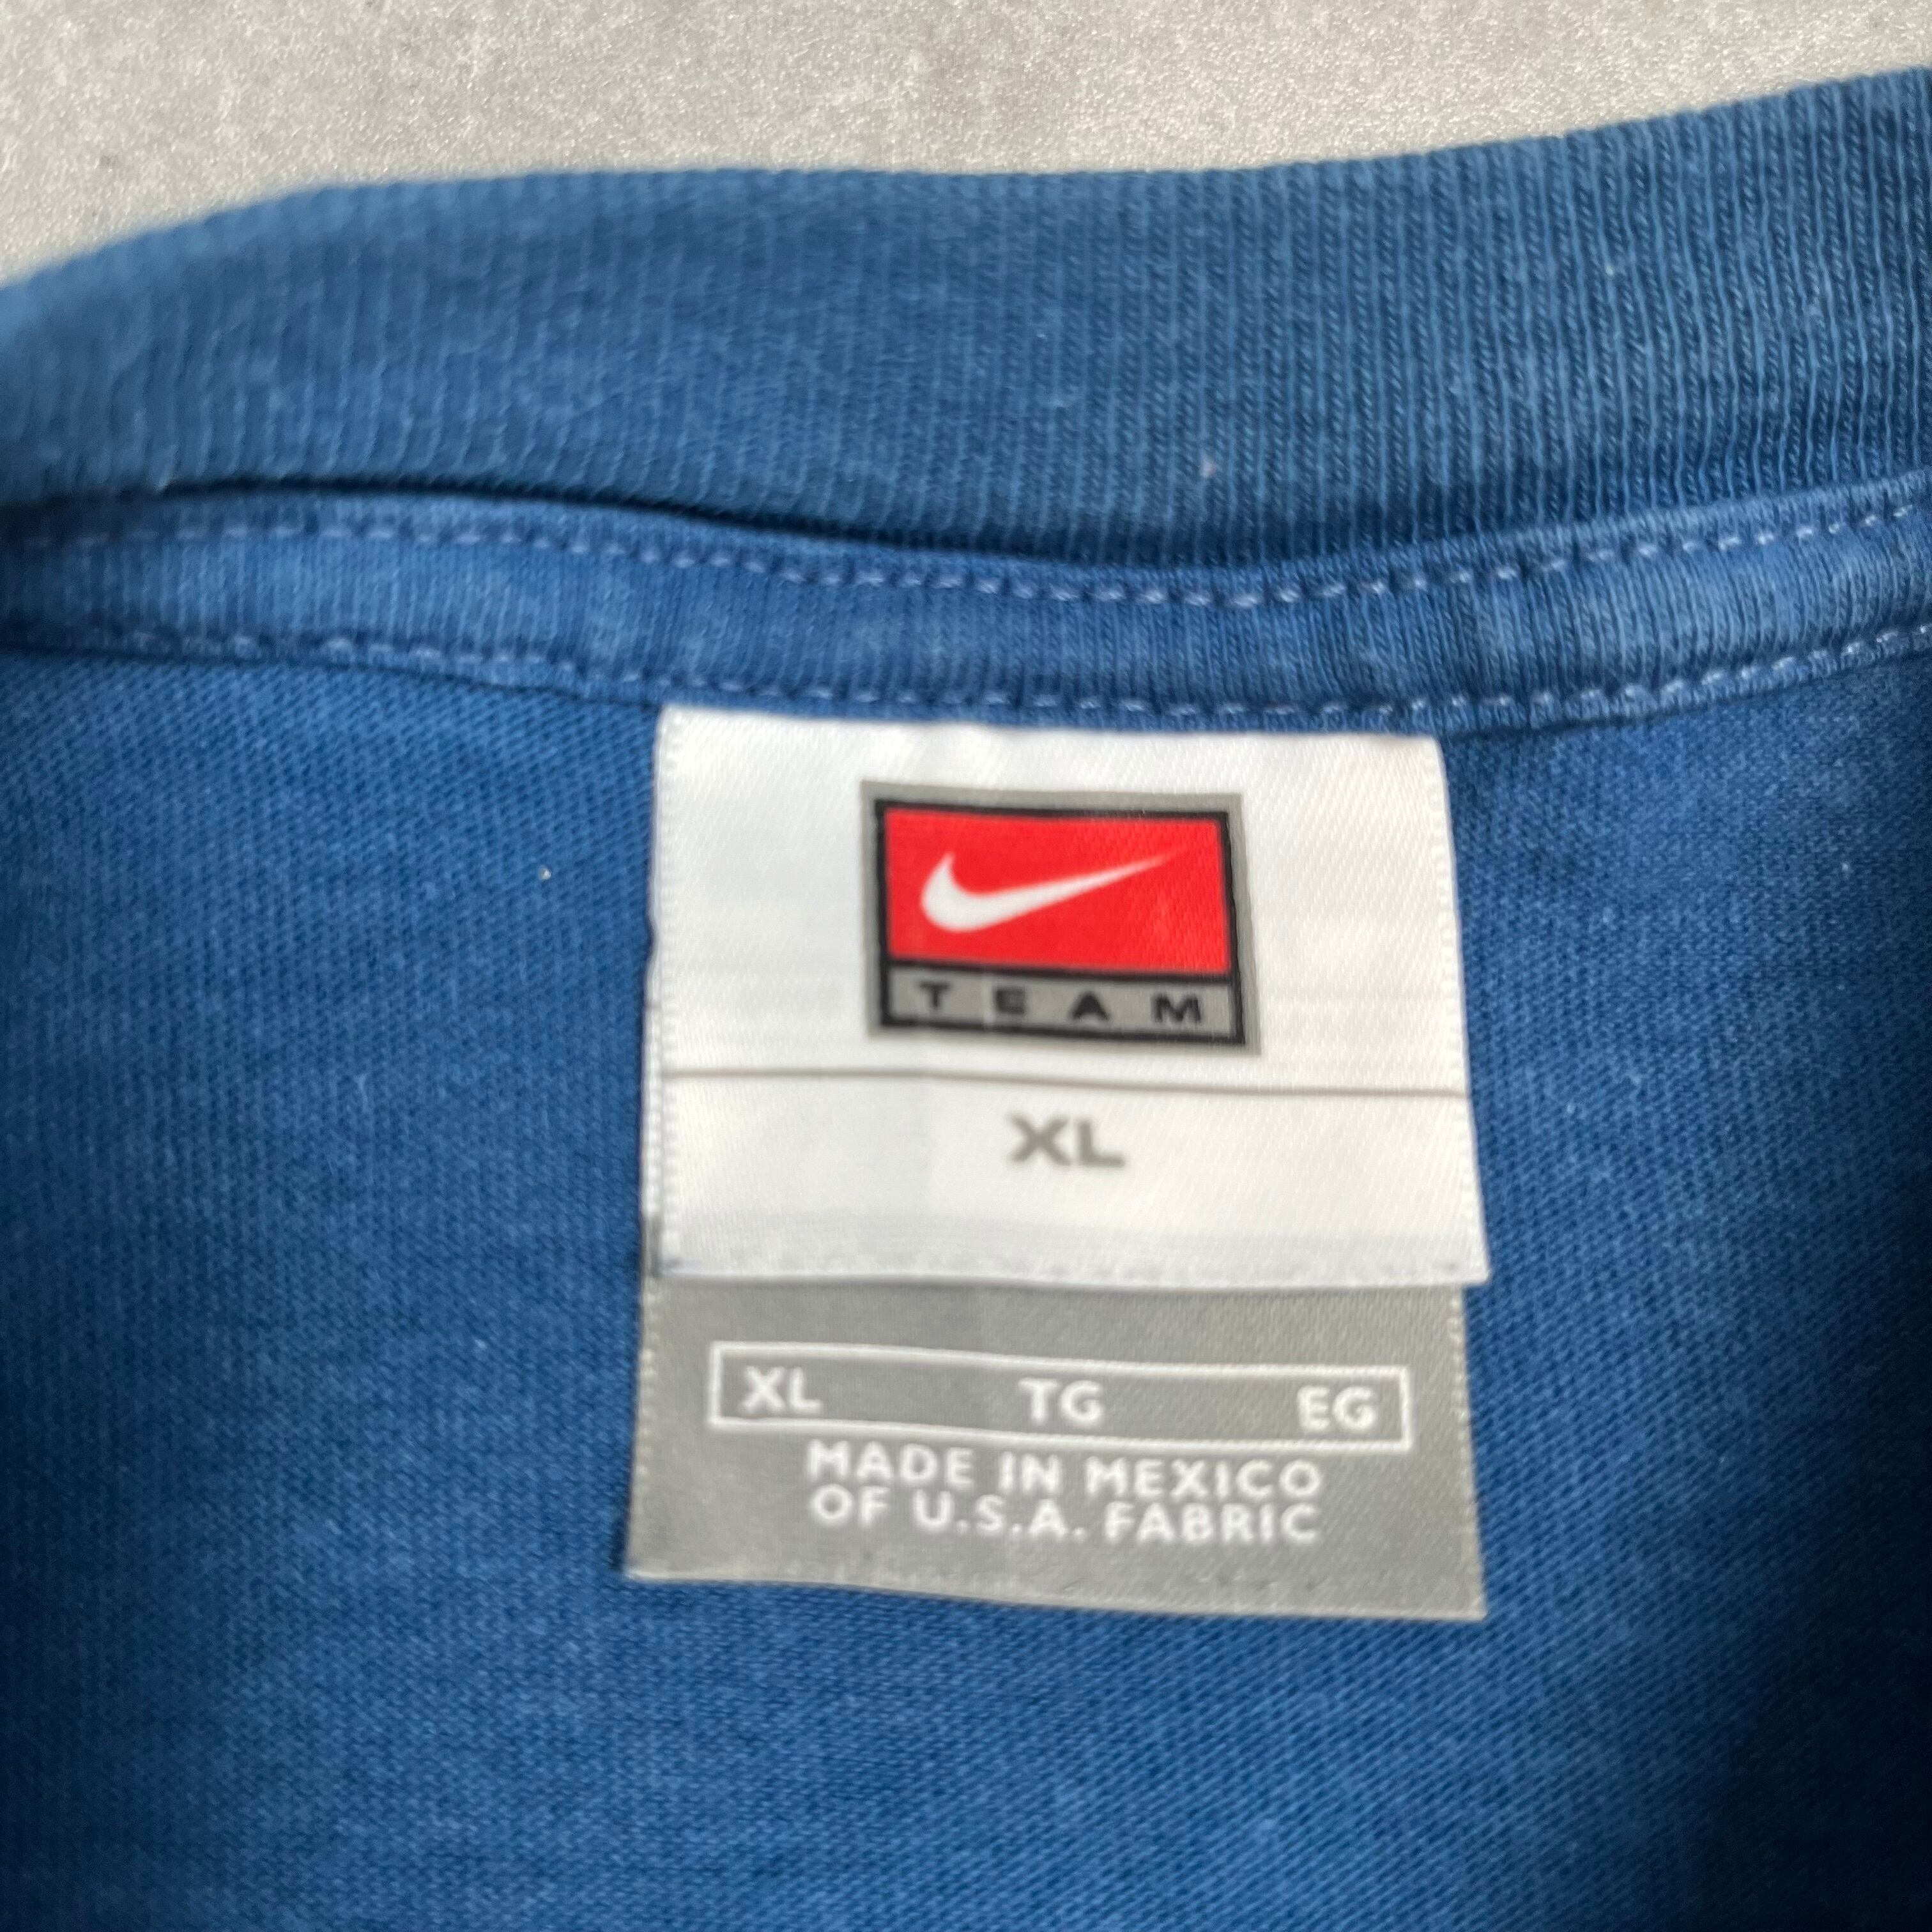 TEAM
XL
XL TG EG
MADE IN MEXICO
OF U.S.A. FABRIC